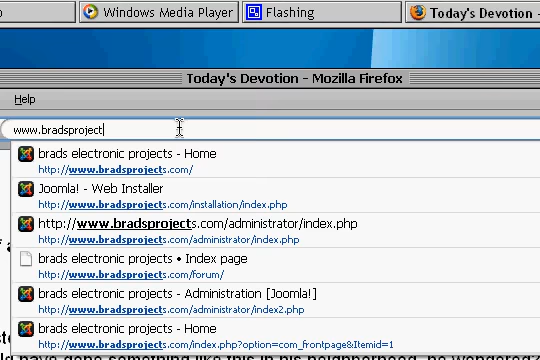 Windows Media Player
Flashing
Today's Devotion -
Today's Devotion - Mozilla Firefox
Help
www.bradsproject
brads electronic projects - Home
http://www.bradsprojects.com/
Joomla! - Web Installer
http://www.bradsprojects.com/installation/index.php
http://www.bradsprojects.com/administrator/index.php
http://www.bradsprojects.com/administrator/index.php
brads electronic projects • Index page
http://www.bradsprojects.com/forum/
brads electronic projects - Administration [Joomla!]
http://www.bradsprojects.com/administrator/index2.php
brads electronic projects - Home
http://www.bradsprojects.com/index.php?option=com_frontpage&Itemid=1